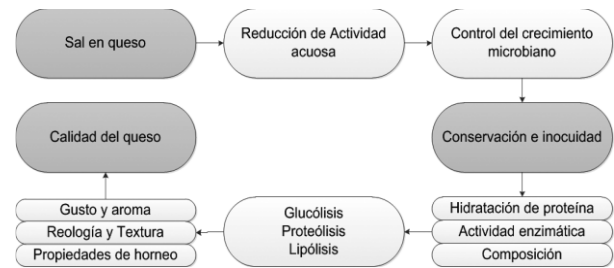 Sal en queso
Reducción de Actividad
acuosa
Control del crecimiento
microbiano
Conservación e inocuidad
Hidratación de proteína
Actividad enzimática
Composición
Glucólisis
Proteólisis
Lipólisis
Gusto y aroma
Reología y Textura
Propiedades de horneo
Calidad del queso